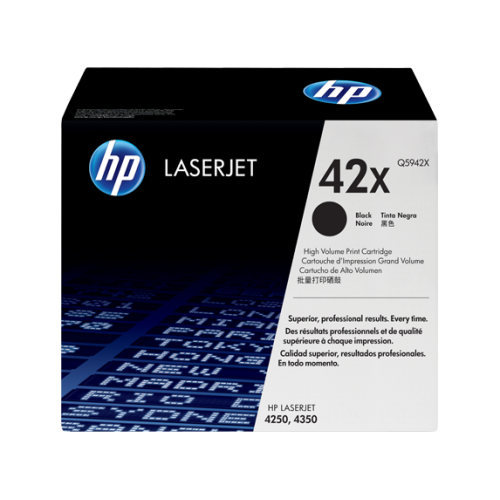 hp
hp
LASERJET
42x
Q5942X
Black Tinta Negra
Noire 黑色
High Volume Print Cartridge
Cartouche d'Impression Grand Volume
Cartucho de Alto Volumen
批量打印硒鼓
Superior, professional results. Every time.
Des résultats professionnels et de qualité
supérieure à chaque impression.
Calidad superior, resultados profesionales.
En todo momento.
HP LASERJET
4250, 4350